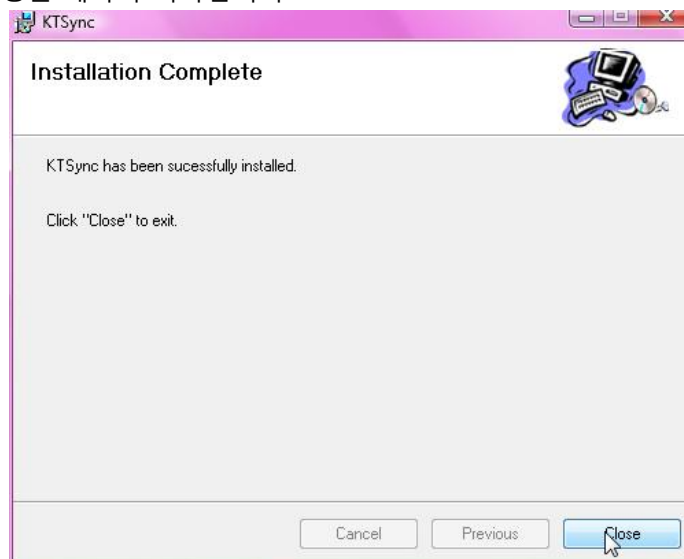 KTSync
Installation Complete
KTSync has been sucessfully installed.
Click "Close" to exit.
Cancel
Previous
Close